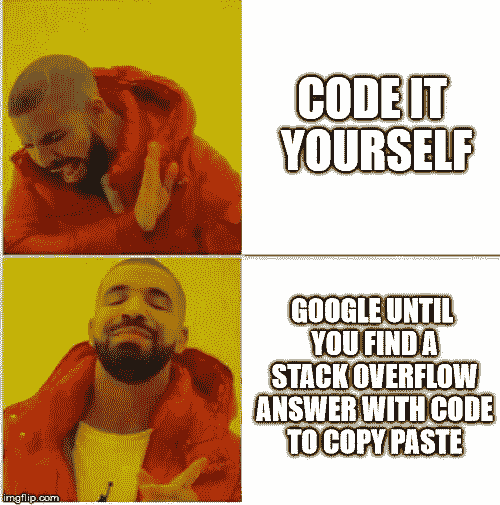 CODE IT
YOURSELF
GOOGLE UNTIL
YOU FIND A
STACK OVERFLOW
ANSWER WITH CODE
TO COPY PASTE
imgflip.com